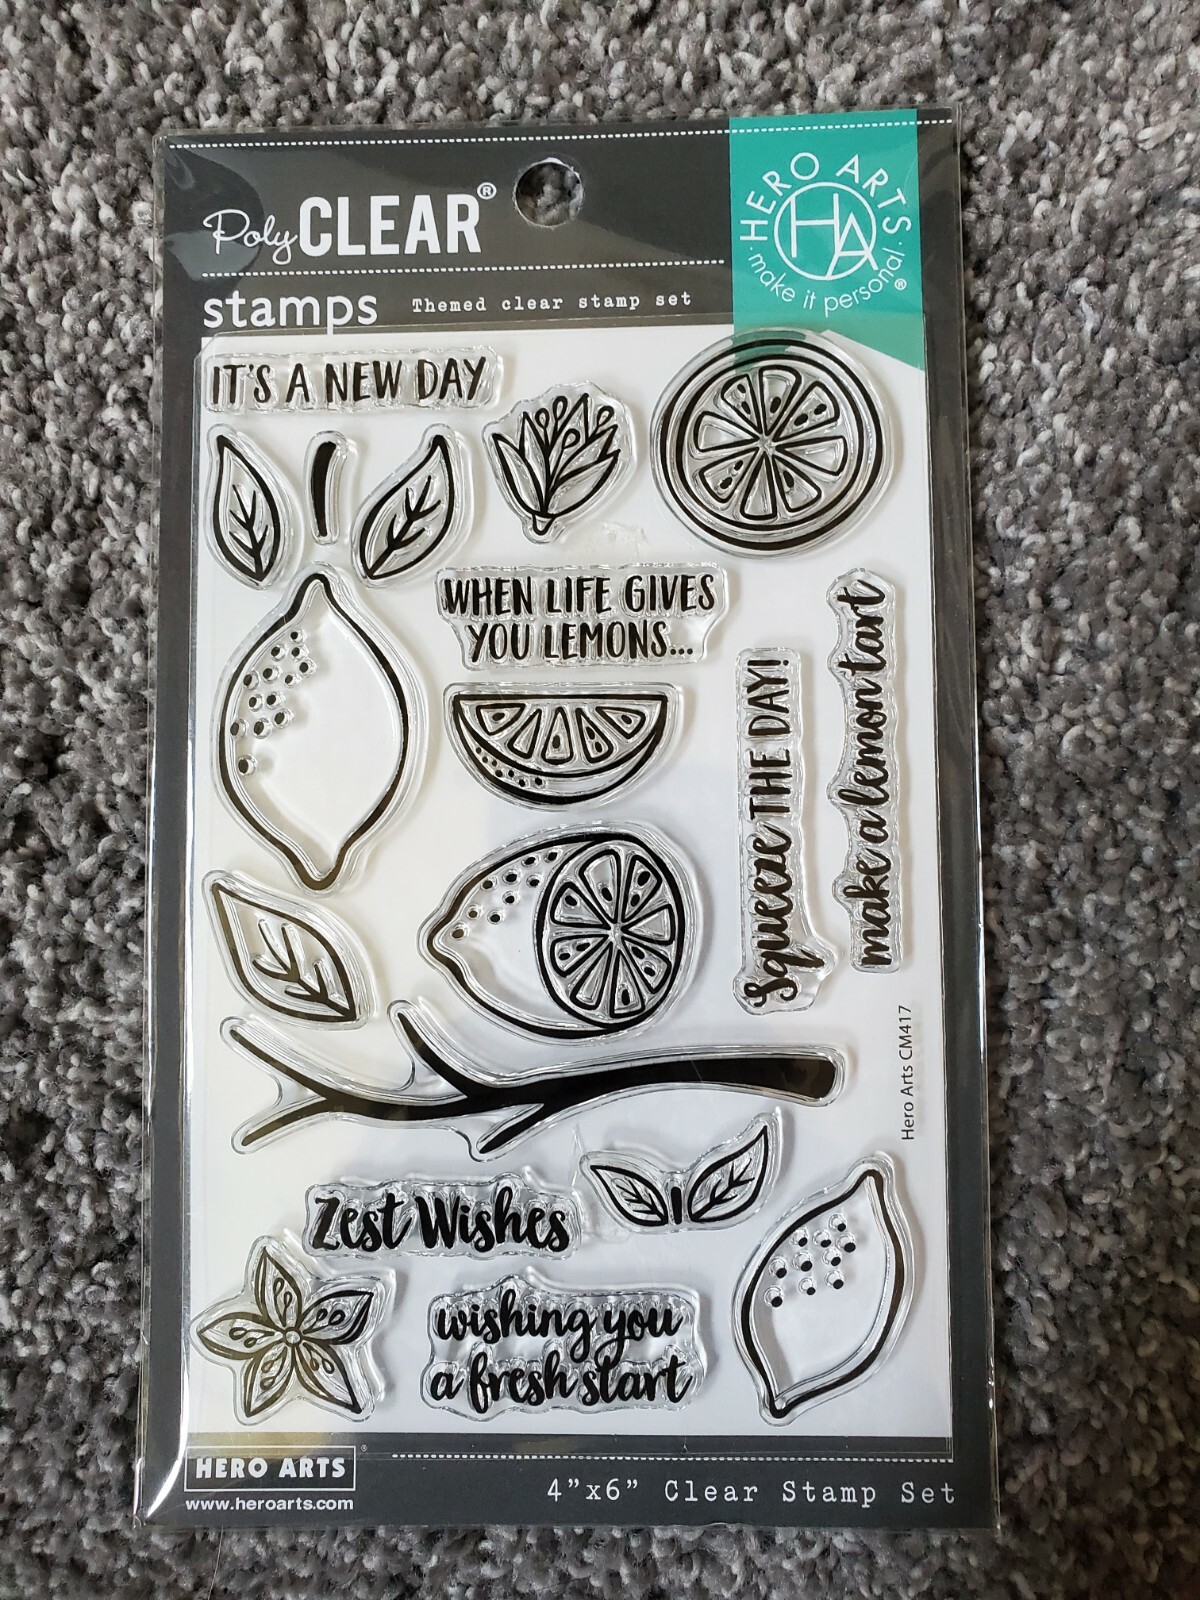 Poly CLEAR®
stamps Themed clear stamp set
HERO ARTS
HA
· make it personal · ®
IT'S A NEW DAY
WHEN LIFE GIVES
YOU LEMONS...
Squeeze THE DAY!
make a lemon tart
Hero Arts CM417
Zest Wishes
wishing you
a fresh start
HERO ARTS ®
www.heroarts.com
4”x6” Clear Stamp Set